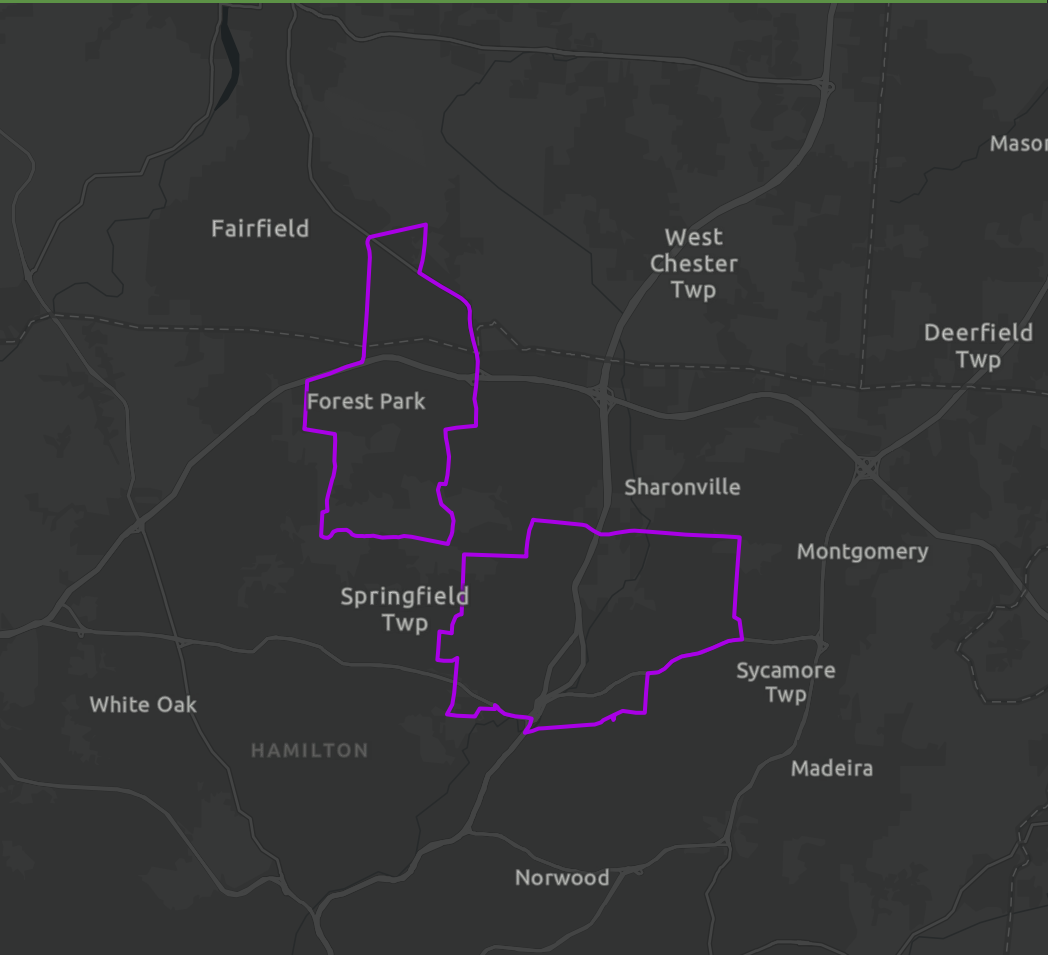 Mason
Fairfield
West
Chester
Twp
Deerfield
Twp
Forest Park
Sharonville
Montgomery
Springfield
Twp
Sycamore
Twp
White Oak
HAMILTON
Madeira
Norwood